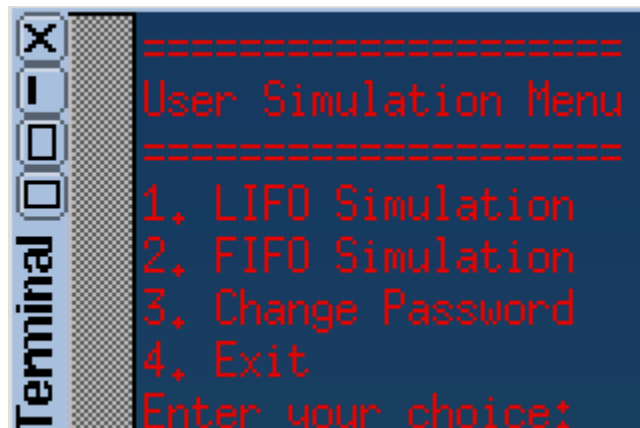 ====================
User Simulation Menu
====================
1. LIFO Simulation
2. FIFO Simulation
3. Change Password
4. Exit
Enter your choice:
Terminal